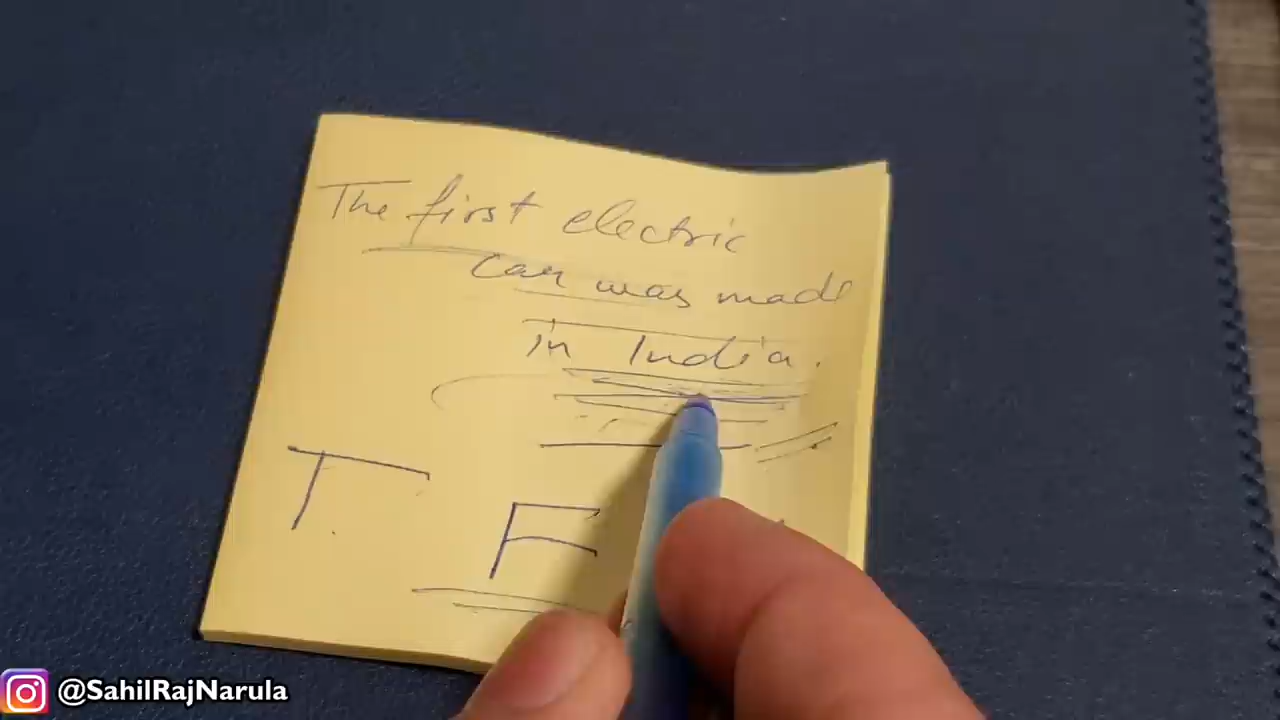 The first electric
car was made
in India.
T F
@SahilRajNarula